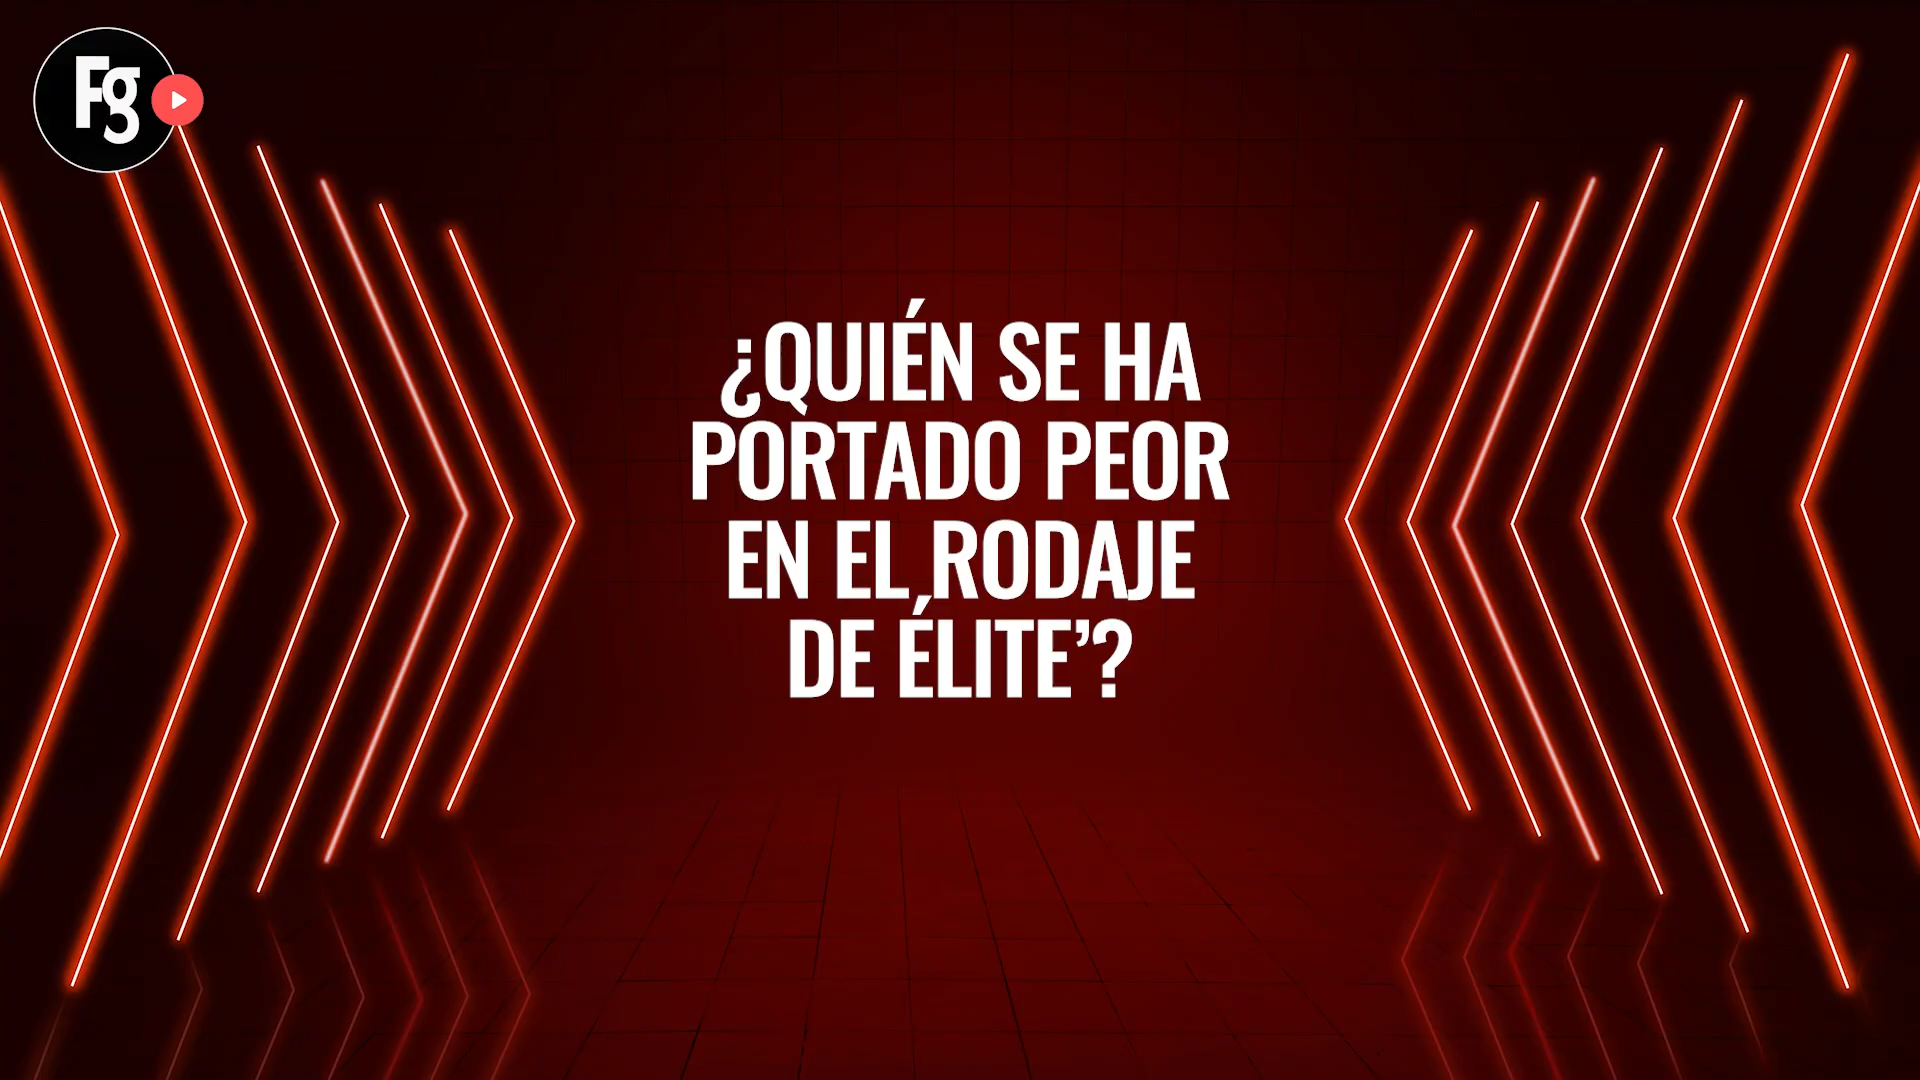 Fg
¿QUIÉN SE HA
PORTADO PEOR
EN EL RODAJE
DE ÉLITE’?